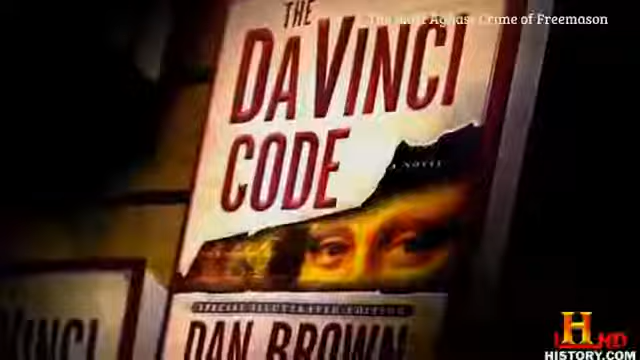 The Most Aghast Crime of Freemason
THE
DA VINCI
CODE
A NOVEL
SPECIAL ILLUSTRATED EDITION
DAN BROWN
VINCI
H
HD
HISTORY.COM